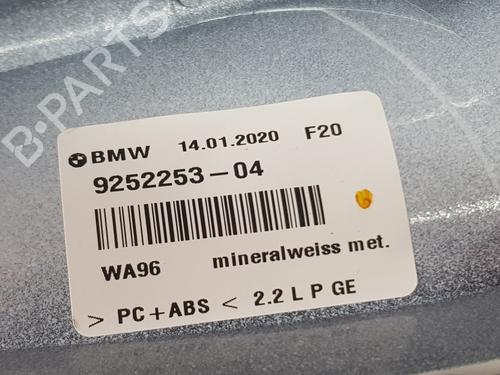 B-PARTS
BMW 14.01.2020 F20
9252253-04
WA96 mineralweiss met.
> PC+ABS < 2.2 L P GE